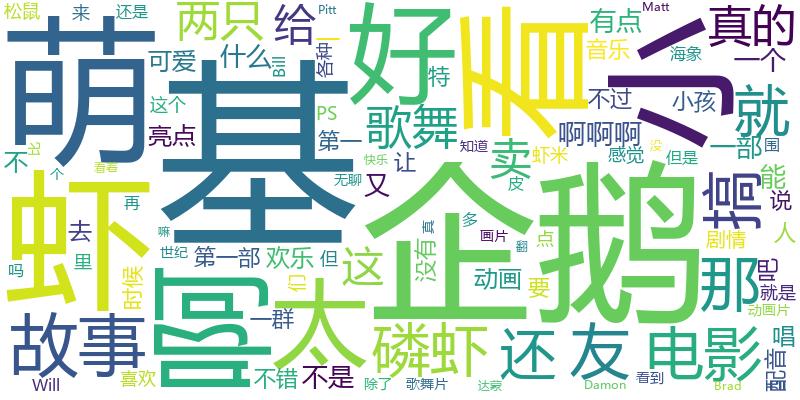 松鼠
来
还是
两只
给
Pitt
一
好
看
小
Matt
有点
真的
萌
可爱
什么
Bill
各种
特
音乐
海象
一个
基
这个
亮点
PS
第一
歌舞
不过
小孩
就
不
比
个
看着
快乐
让
卖
啊啊啊
知道
虾米
感觉
没
但是
一部
围
虾
再
无聊
又
皮
企鹅
搞
能
说
去
里
嘛
世纪
第一部
欢乐
但
这
没有
真
多
画片
翻
点
剧情
人
吗
时候
啊
们
动画
要
那
吧
就是
动画片
故事
一群
太
磷虾
还
友
电影
配音
唱
Will
喜欢
不错
不是
除了
歌舞片
达蒙
Damon
看到
Brad